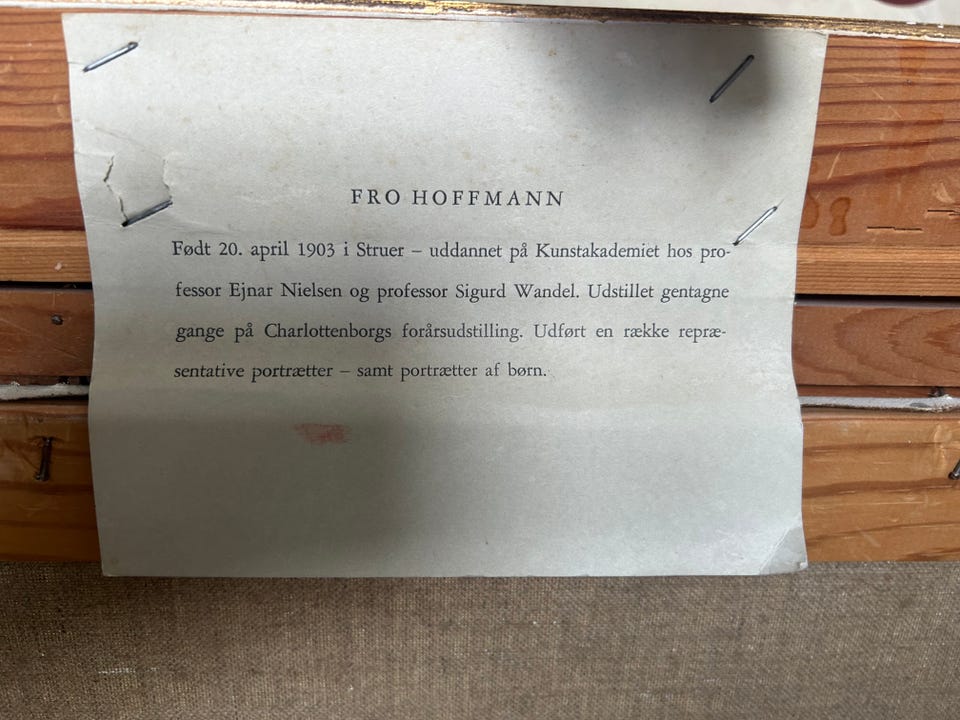 FRO HOFFMANN
Født 20. april 1903 i Struer – uddannet på Kunstakademiet hos pro-
fessor Ejnar Nielsen og professor Sigurd Wandel. Udstillet gentagne
gange på Charlottenborgs forårsudstilling. Udført en række repræ-
sentative portrætter – samt portrætter af børn.